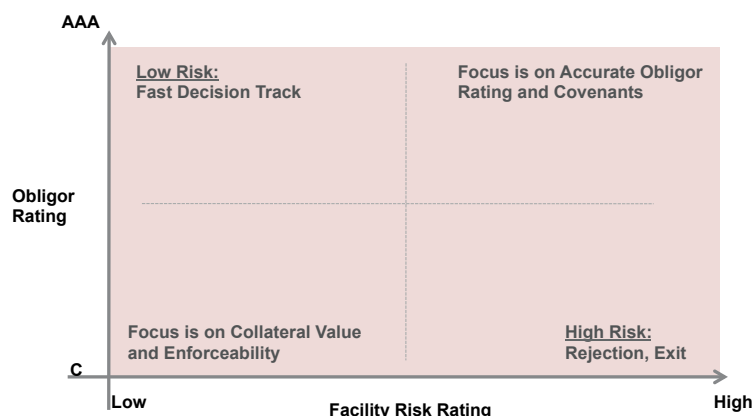 AAA
Low Risk:
Fast Decision Track
Focus is on Accurate Obligor
Rating and Covenants
Obligor
Rating
Focus is on Collateral Value
and Enforceability
High Risk:
Rejection, Exit
C
Low
Facility Risk Rating
High